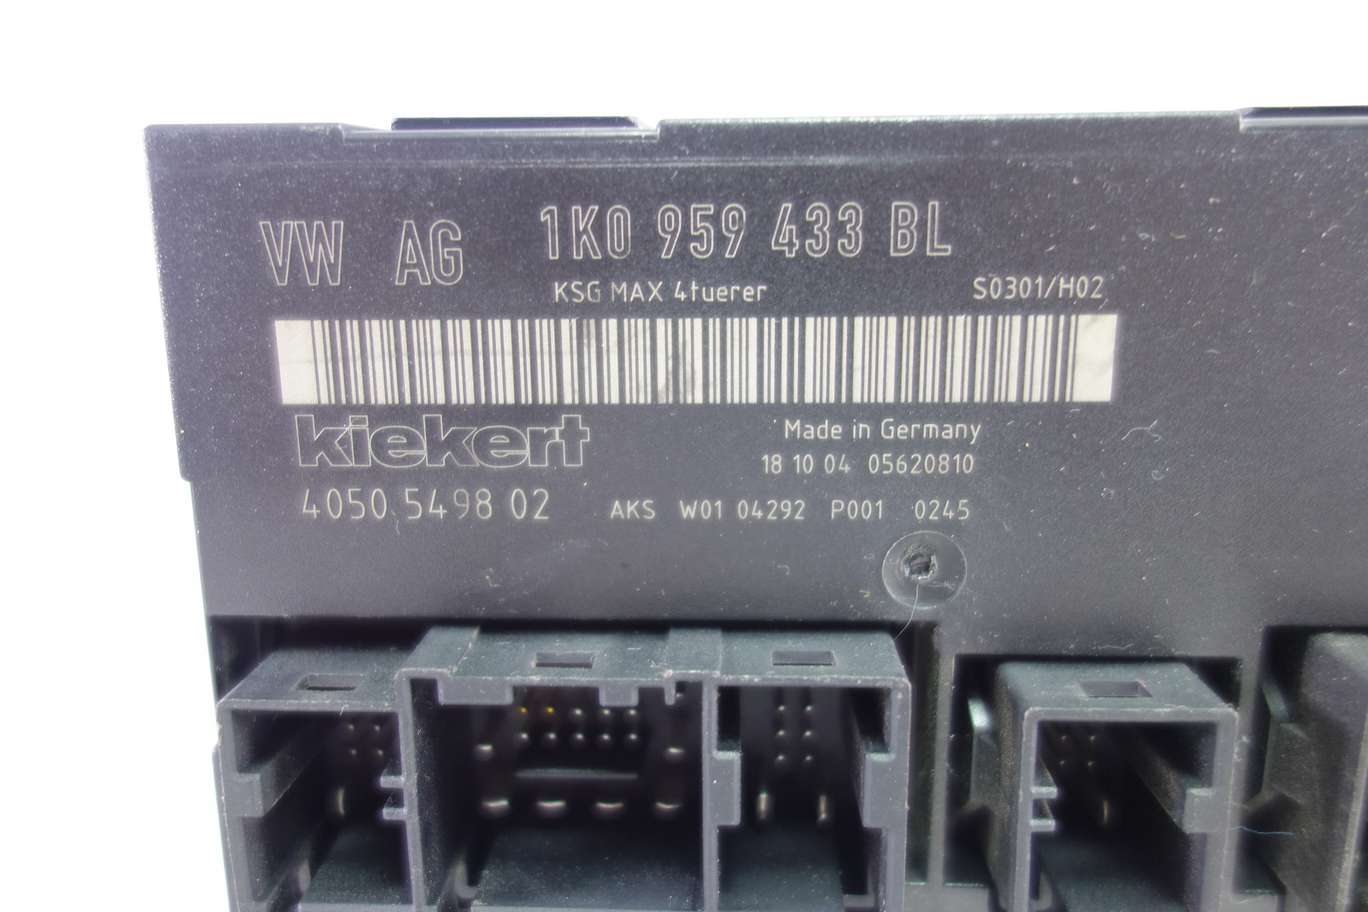 VW AG 1K0 959 433 BL
KSG MAX 4tuerer S0301/H02
kiekert
Made in Germany
18 10 04 05620810
4050 5498 02 AKS W01 04292 P001 0245